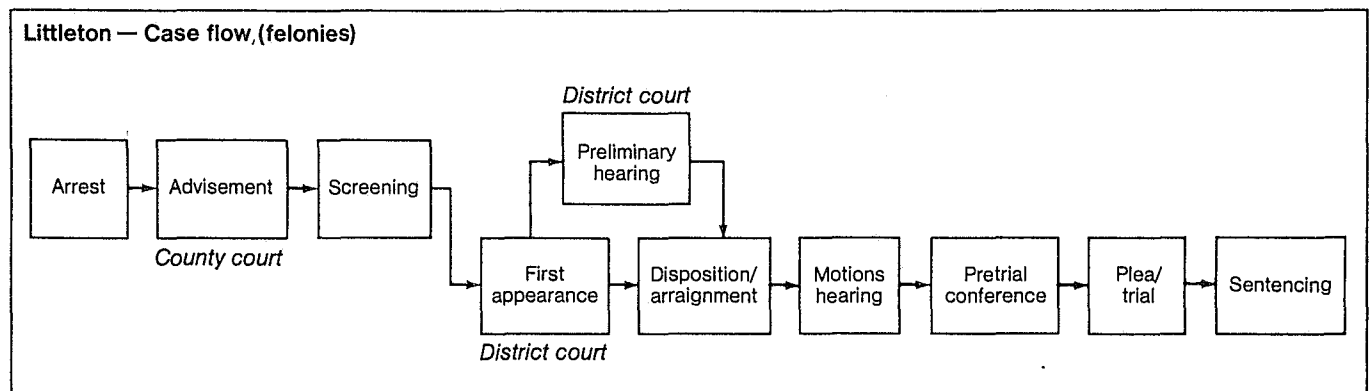 Littleton — Case flow, (felonies)
District court
Preliminary
hearing
Arrest
Advisement
Screening
County court
First
appearance
Disposition/
arraignment
Motions
hearing
Pretrial
conference
Plea/
trial
Sentencing
District court